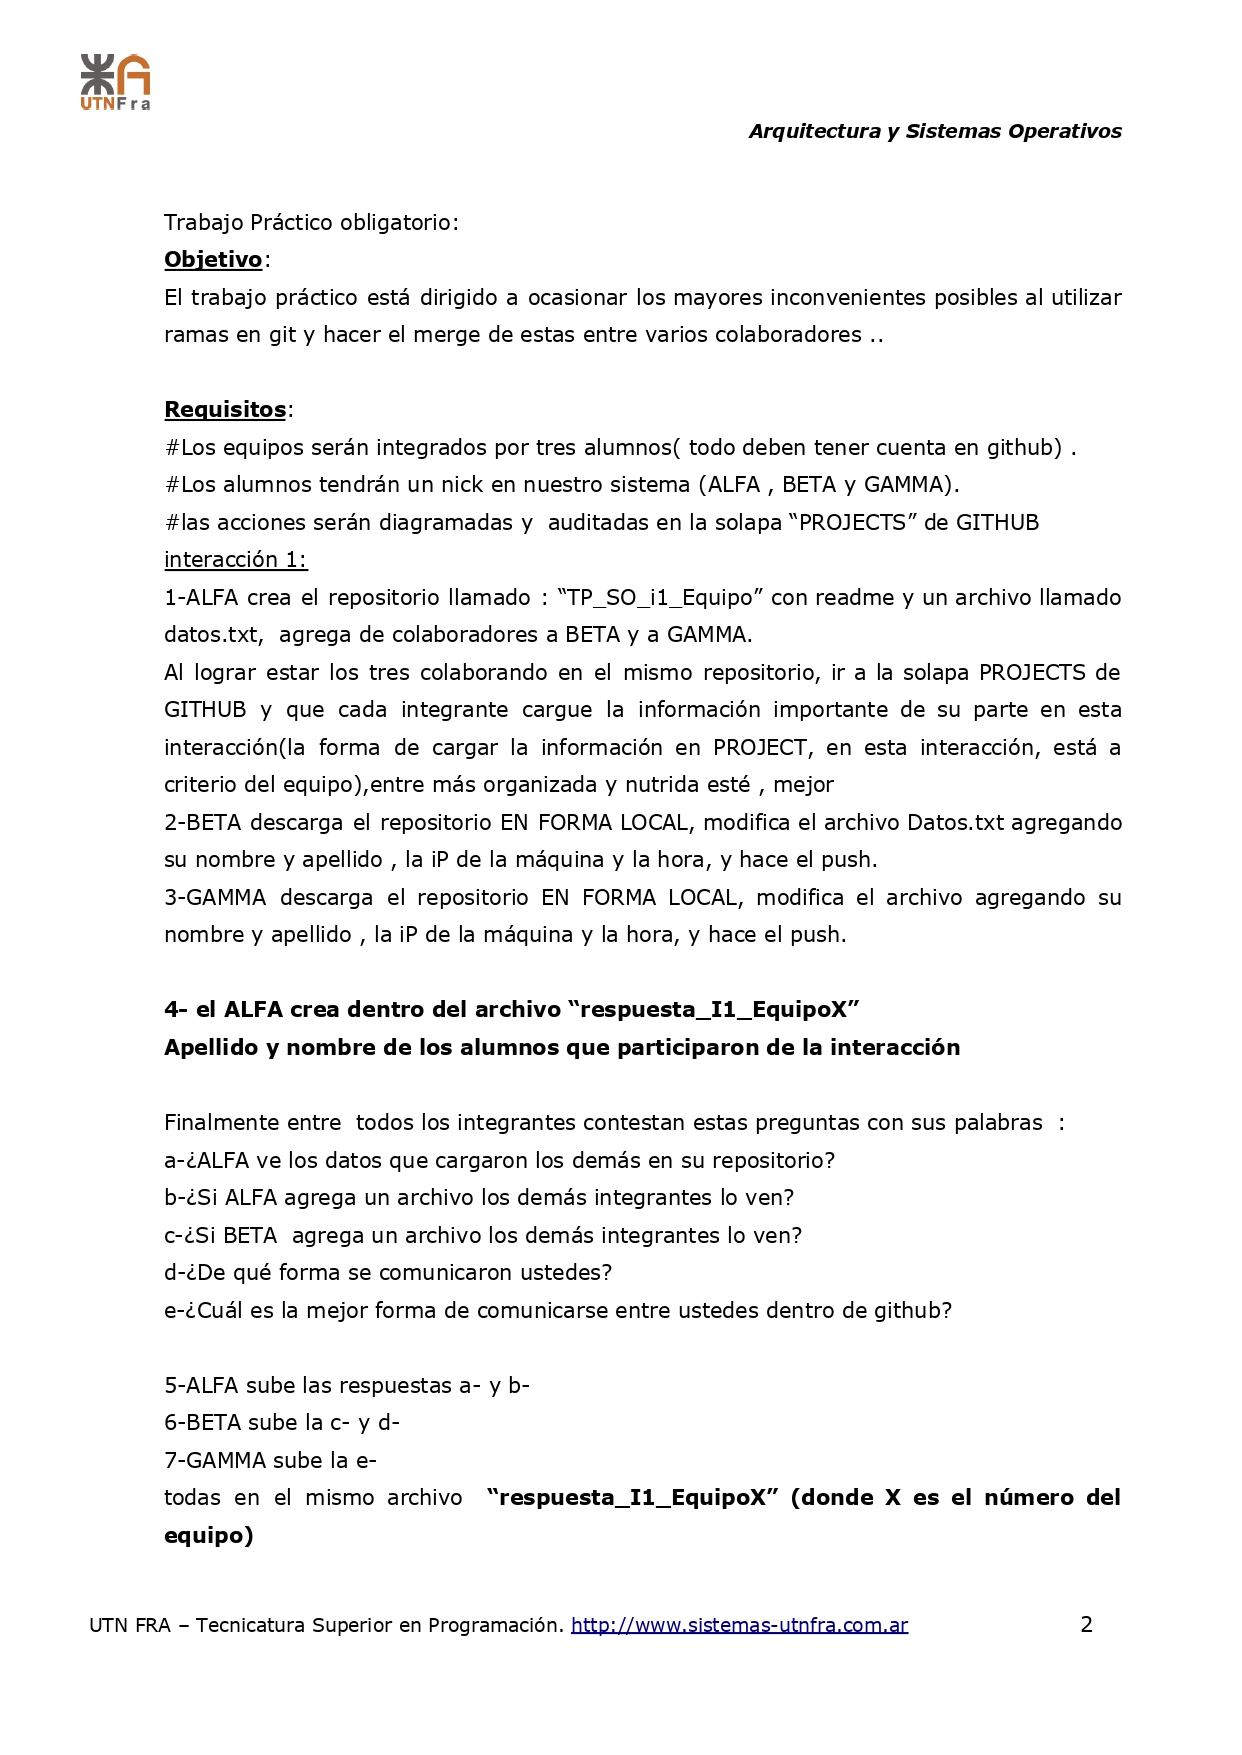 UTNFra
Arquitectura y Sistemas Operativos
Trabajo Práctico obligatorio:
Objetivo:
El trabajo práctico está dirigido a ocasionar los mayores inconvenientes posibles al utilizar
ramas en git y hacer el merge de estas entre varios colaboradores ..
Requisitos:
#Los equipos serán integrados por tres alumnos( todo deben tener cuenta en github) .
#Los alumnos tendrán un nick en nuestro sistema (ALFA , BETA y GAMMA).
#las acciones serán diagramadas y  auditadas en la solapa “PROJECTS” de GITHUB
interacción 1:
1-ALFA crea el repositorio llamado : “TP_SO_i1_Equipo” con readme y un archivo llamado
datos.txt,  agrega de colaboradores a BETA y a GAMMA.
Al lograr estar los tres colaborando en el mismo repositorio, ir a la solapa PROJECTS de
GITHUB y que cada integrante cargue la información importante de su parte en esta
interacción(la forma de cargar la información en PROJECT, en esta interacción, está a
criterio del equipo),entre más organizada y nutrida esté , mejor
2-BETA descarga el repositorio EN FORMA LOCAL, modifica el archivo Datos.txt agregando
su nombre y apellido , la iP de la máquina y la hora, y hace el push.
3-GAMMA descarga el repositorio EN FORMA LOCAL, modifica el archivo agregando su
nombre y apellido , la iP de la máquina y la hora, y hace el push.
4- el ALFA crea dentro del archivo “respuesta_I1_EquipoX”
Apellido y nombre de los alumnos que participaron de la interacción
Finalmente entre  todos los integrantes contestan estas preguntas con sus palabras  :
a-¿ALFA ve los datos que cargaron los demás en su repositorio?
b-¿Si ALFA agrega un archivo los demás integrantes lo ven?
c-¿Si BETA  agrega un archivo los demás integrantes lo ven?
d-¿De qué forma se comunicaron ustedes?
e-¿Cuál es la mejor forma de comunicarse entre ustedes dentro de github?
5-ALFA sube las respuestas a- y b-
6-BETA sube la c- y d-
7-GAMMA sube la e-
todas en el mismo archivo  “respuesta_I1_EquipoX” (donde X es el número del
equipo)
UTN FRA – Tecnicatura Superior en Programación. http://www.sistemas-utnfra.com.ar 2